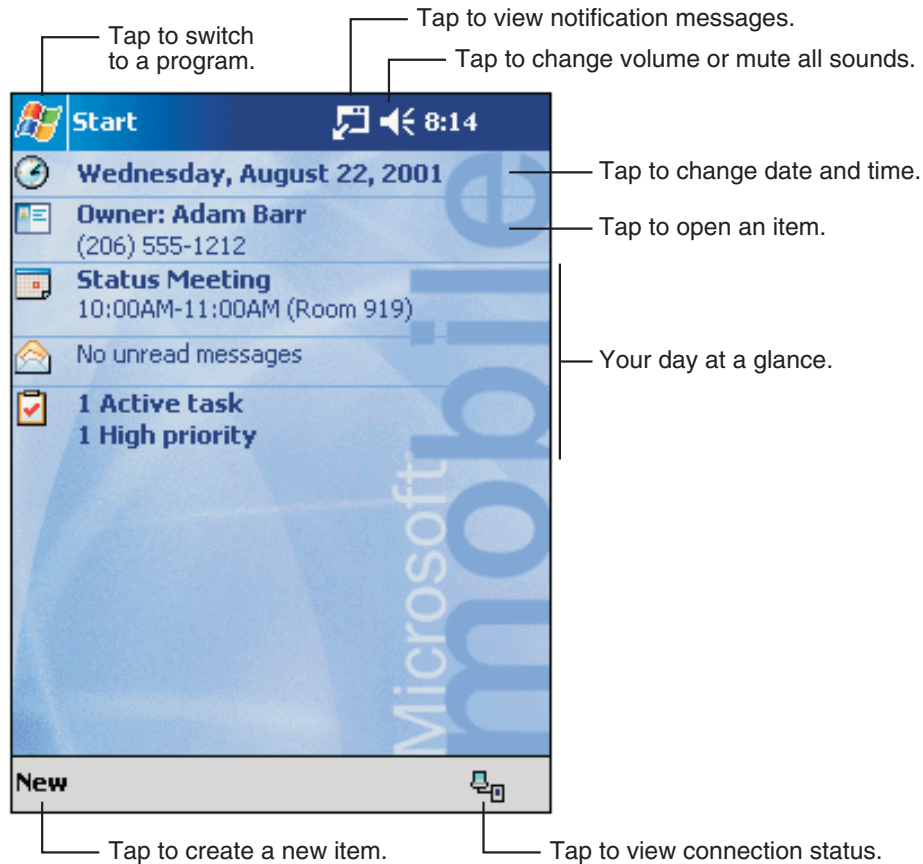 Tap to view notification messages.
Tap to switch
to a program.
Tap to change volume or mute all sounds.
Start
8:14
Wednesday, August 22, 2001
Tap to change date and time.
Owner: Adam Barr
(206) 555-1212
Tap to open an item.
Status Meeting
10:00AM-11:00AM (Room 919)
No unread messages
Your day at a glance.
1 Active task
1 High priority
Microsoft
mobile
New
Tap to create a new item.
Tap to view connection status.